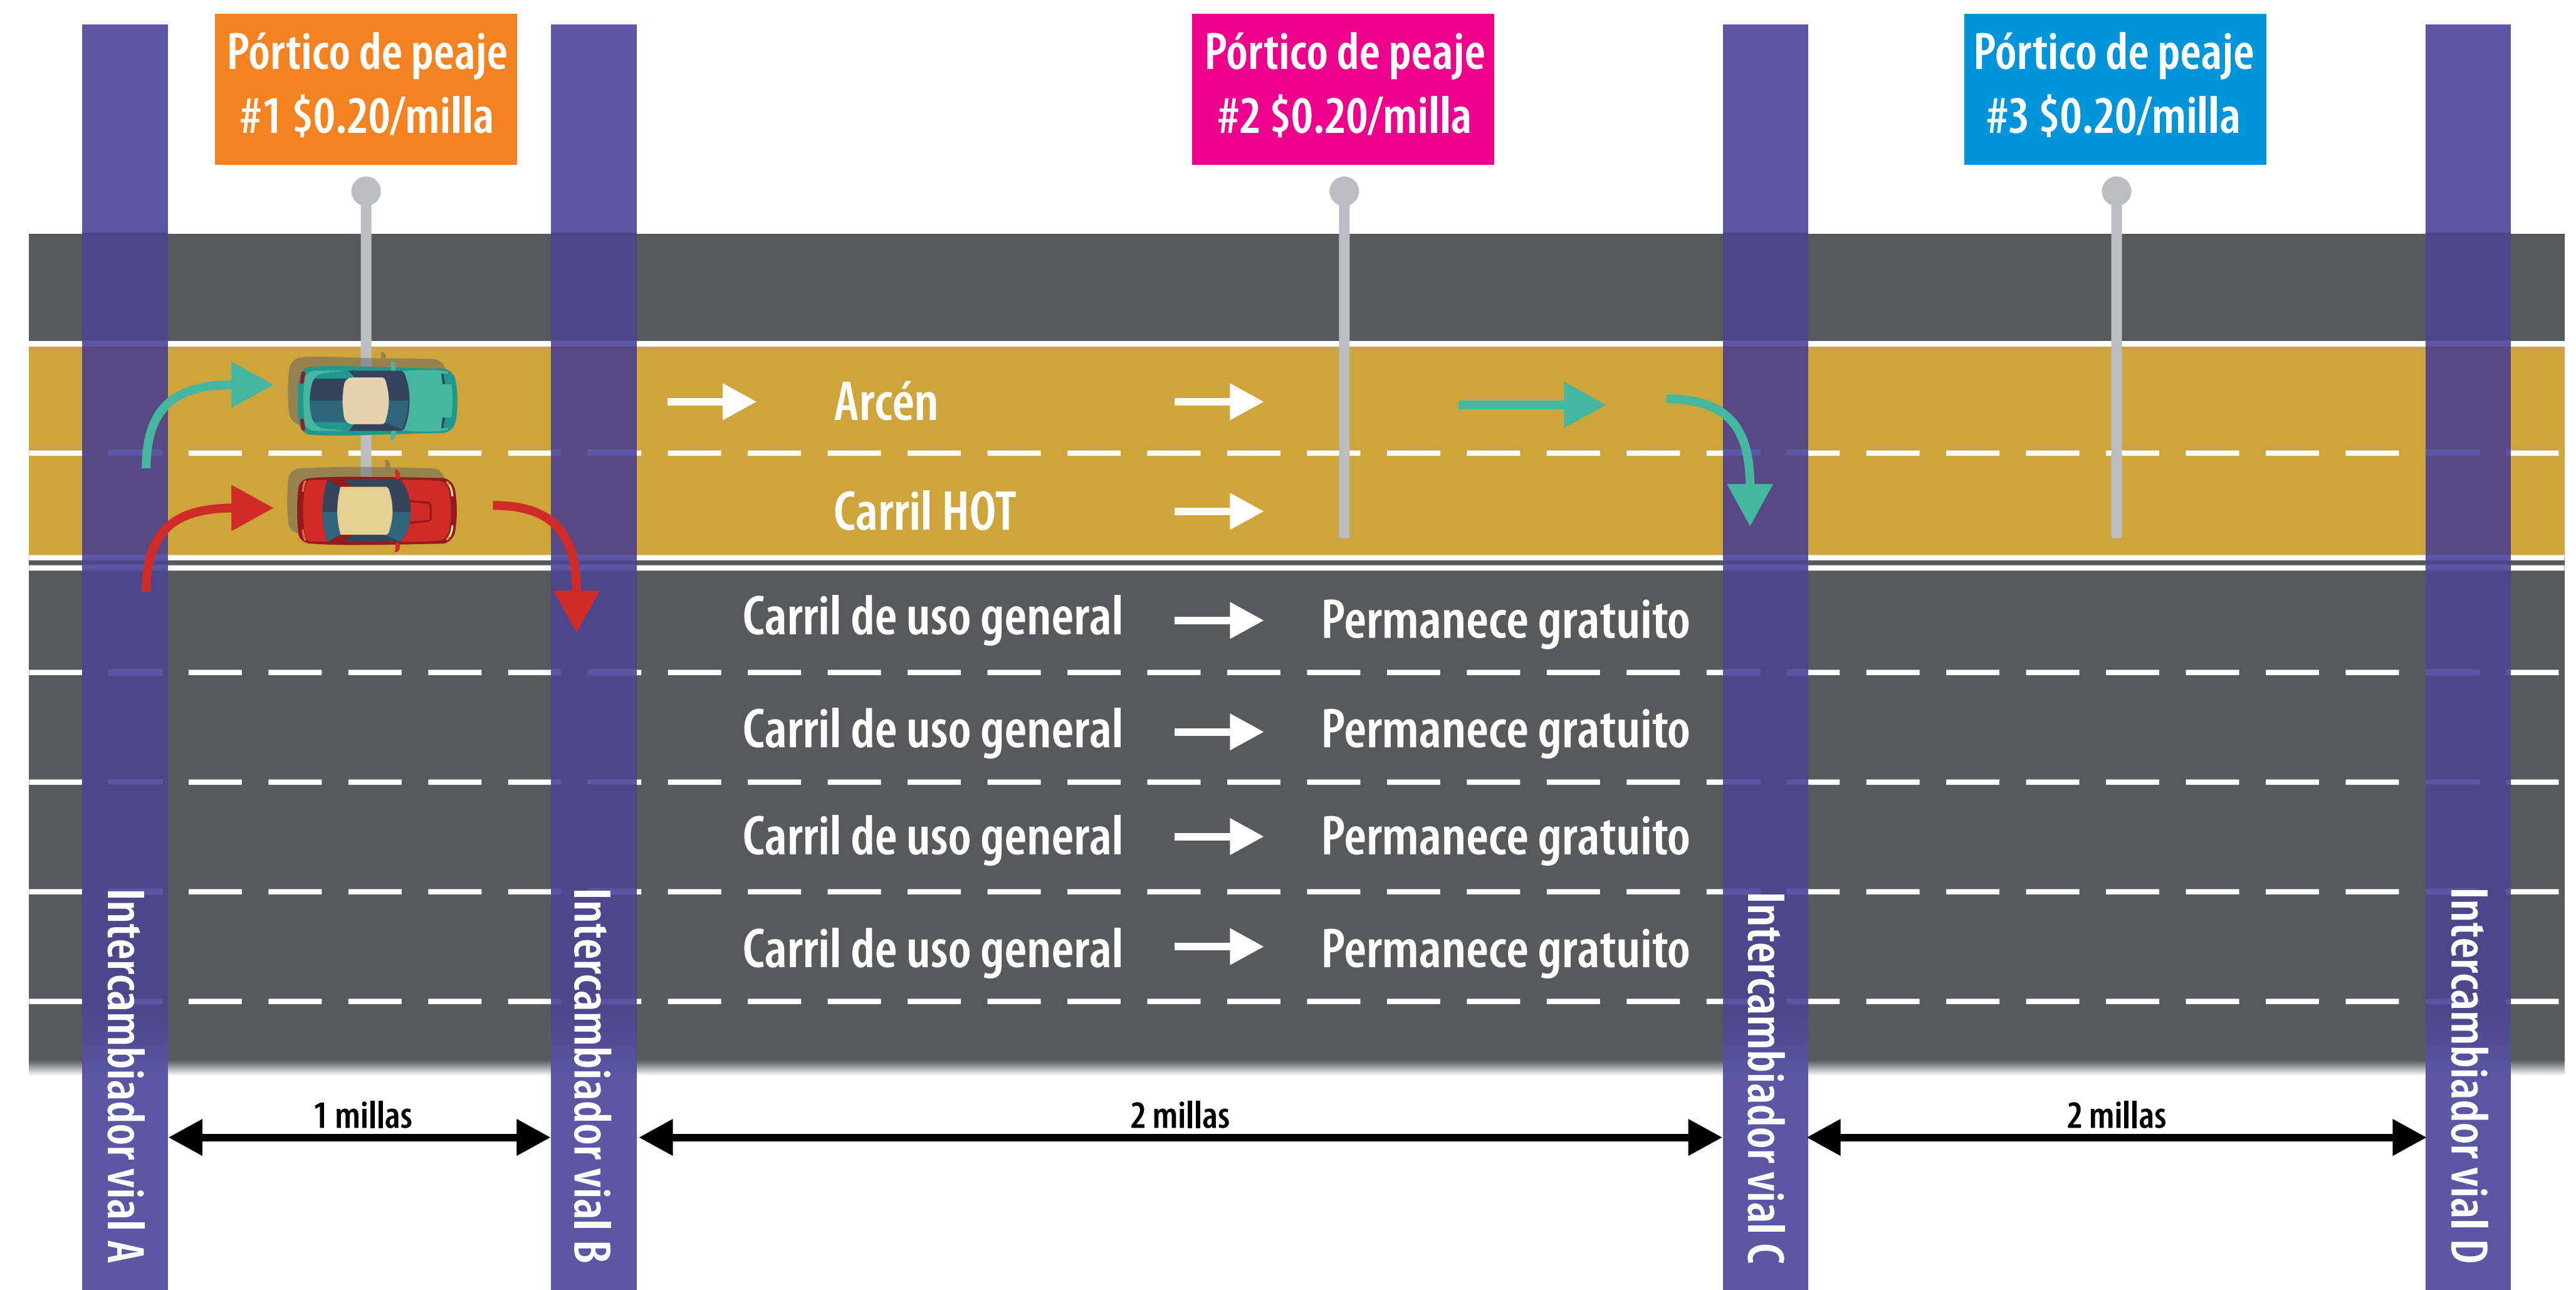 Pórtico de peaje
#1 $0.20/milla
Pórtico de peaje
#2 $0.20/milla
Pórtico de peaje
#3 $0.20/milla
Arcén
Carril HOT
Carril de uso general
Permanece gratuito
Carril de uso general
Permanece gratuito
Carril de uso general
Permanece gratuito
Carril de uso general
Permanece gratuito
Intercambiador vial A
Intercambiador vial B
Intercambiador vial C
Intercambiador vial D
1 millas
2 millas
2 millas